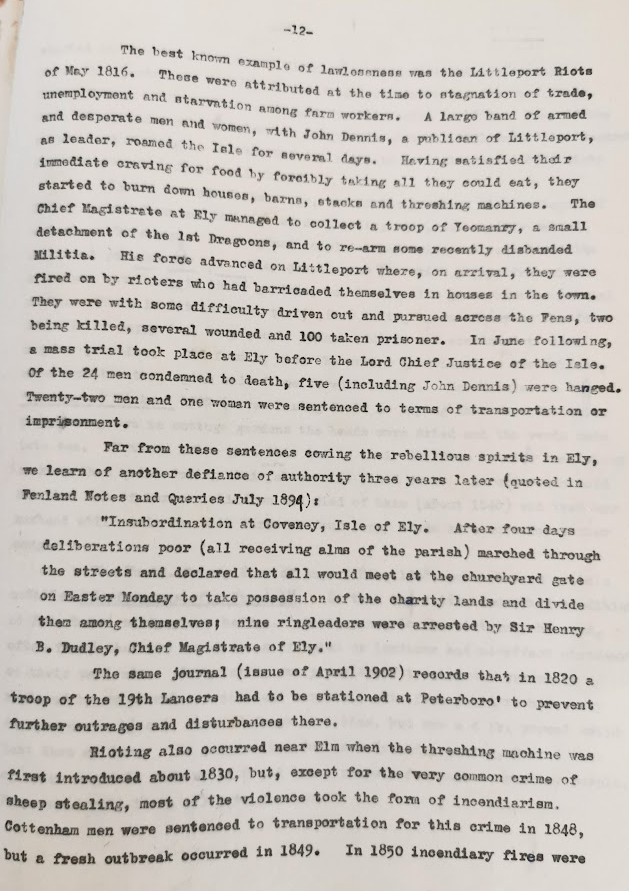 -12-
The best known example of lawlessness was the Littleport Riots
of May 1816. These were attributed at the time to stagnation of trade,
unemployment and starvation among farm workers. A large band of armed
and desperate men and women, with John Dennis, a publican of Littleport,
as leader, roamed the Isle for several days. Having satisfied their
immediate craving for food by forcibly taking all they could eat, they
started to burn down houses, barns, stacks and threshing machines. The
Chief Magistrate at Ely managed to collect a troop of Yeomanry, a small
detachment of the 1st Dragoons, and to re-arm some recently disbanded
Militia. His force advanced on Littleport where, on arrival, they were
fired on by rioters who had barricaded themselves in houses in the town.
They were with some difficulty driven out and pursued across the Fens, two
being killed, several wounded and 100 taken prisoner. In June following,
a mass trial took place at Ely before the Lord Chief Justice of the Isle.
Of the 24 men condemned to death, five (including John Dennis) were hanged.
Twenty-two men and one woman were sentenced to terms of transportation or
imprisonment.
Far from these sentences cowing the rebellious spirits in Ely,
we learn of another defiance of authority three years later (quoted in
Fenland Notes and Queries July 1894):
"Insubordination at Coveney, Isle of Ely. After four days
deliberations poor (all receiving alms of the parish) marched through
the streets and declared that all would meet at the churchyard gate
on Easter Monday to take possession of the charity lands and divide
them among themselves; nine ringleaders were arrested by Sir Henry
B. Dudley, Chief Magistrate of Ely."
The same journal (issue of April 1902) records that in 1820 a
troop of the 19th Lancers had to be stationed at Peterboro' to prevent
further outrages and disturbances there.
Rioting also occurred near Elm when the threshing machine was
first introduced about 1830, but, except for the very common crime of
sheep stealing, most of the violence took the form of incendiarism.
Cottenham men were sentenced to transportation for this crime in 1848,
but a fresh outbreak occurred in 1849. In 1850 incendiary fires were